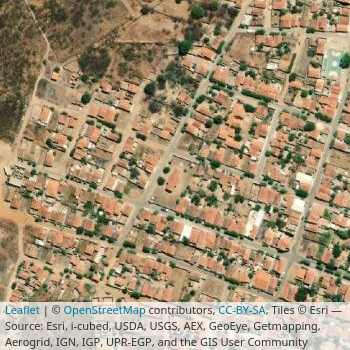 Leaflet | © OpenStreetMap contributors, CC-BY-SA, Tiles © Esri —
Source: Esri, i-cubed, USDA, USGS, AEX, GeoEye, Getmapping,
Aerogrid, IGN, IGP, UPR-EGP, and the GIS User Community